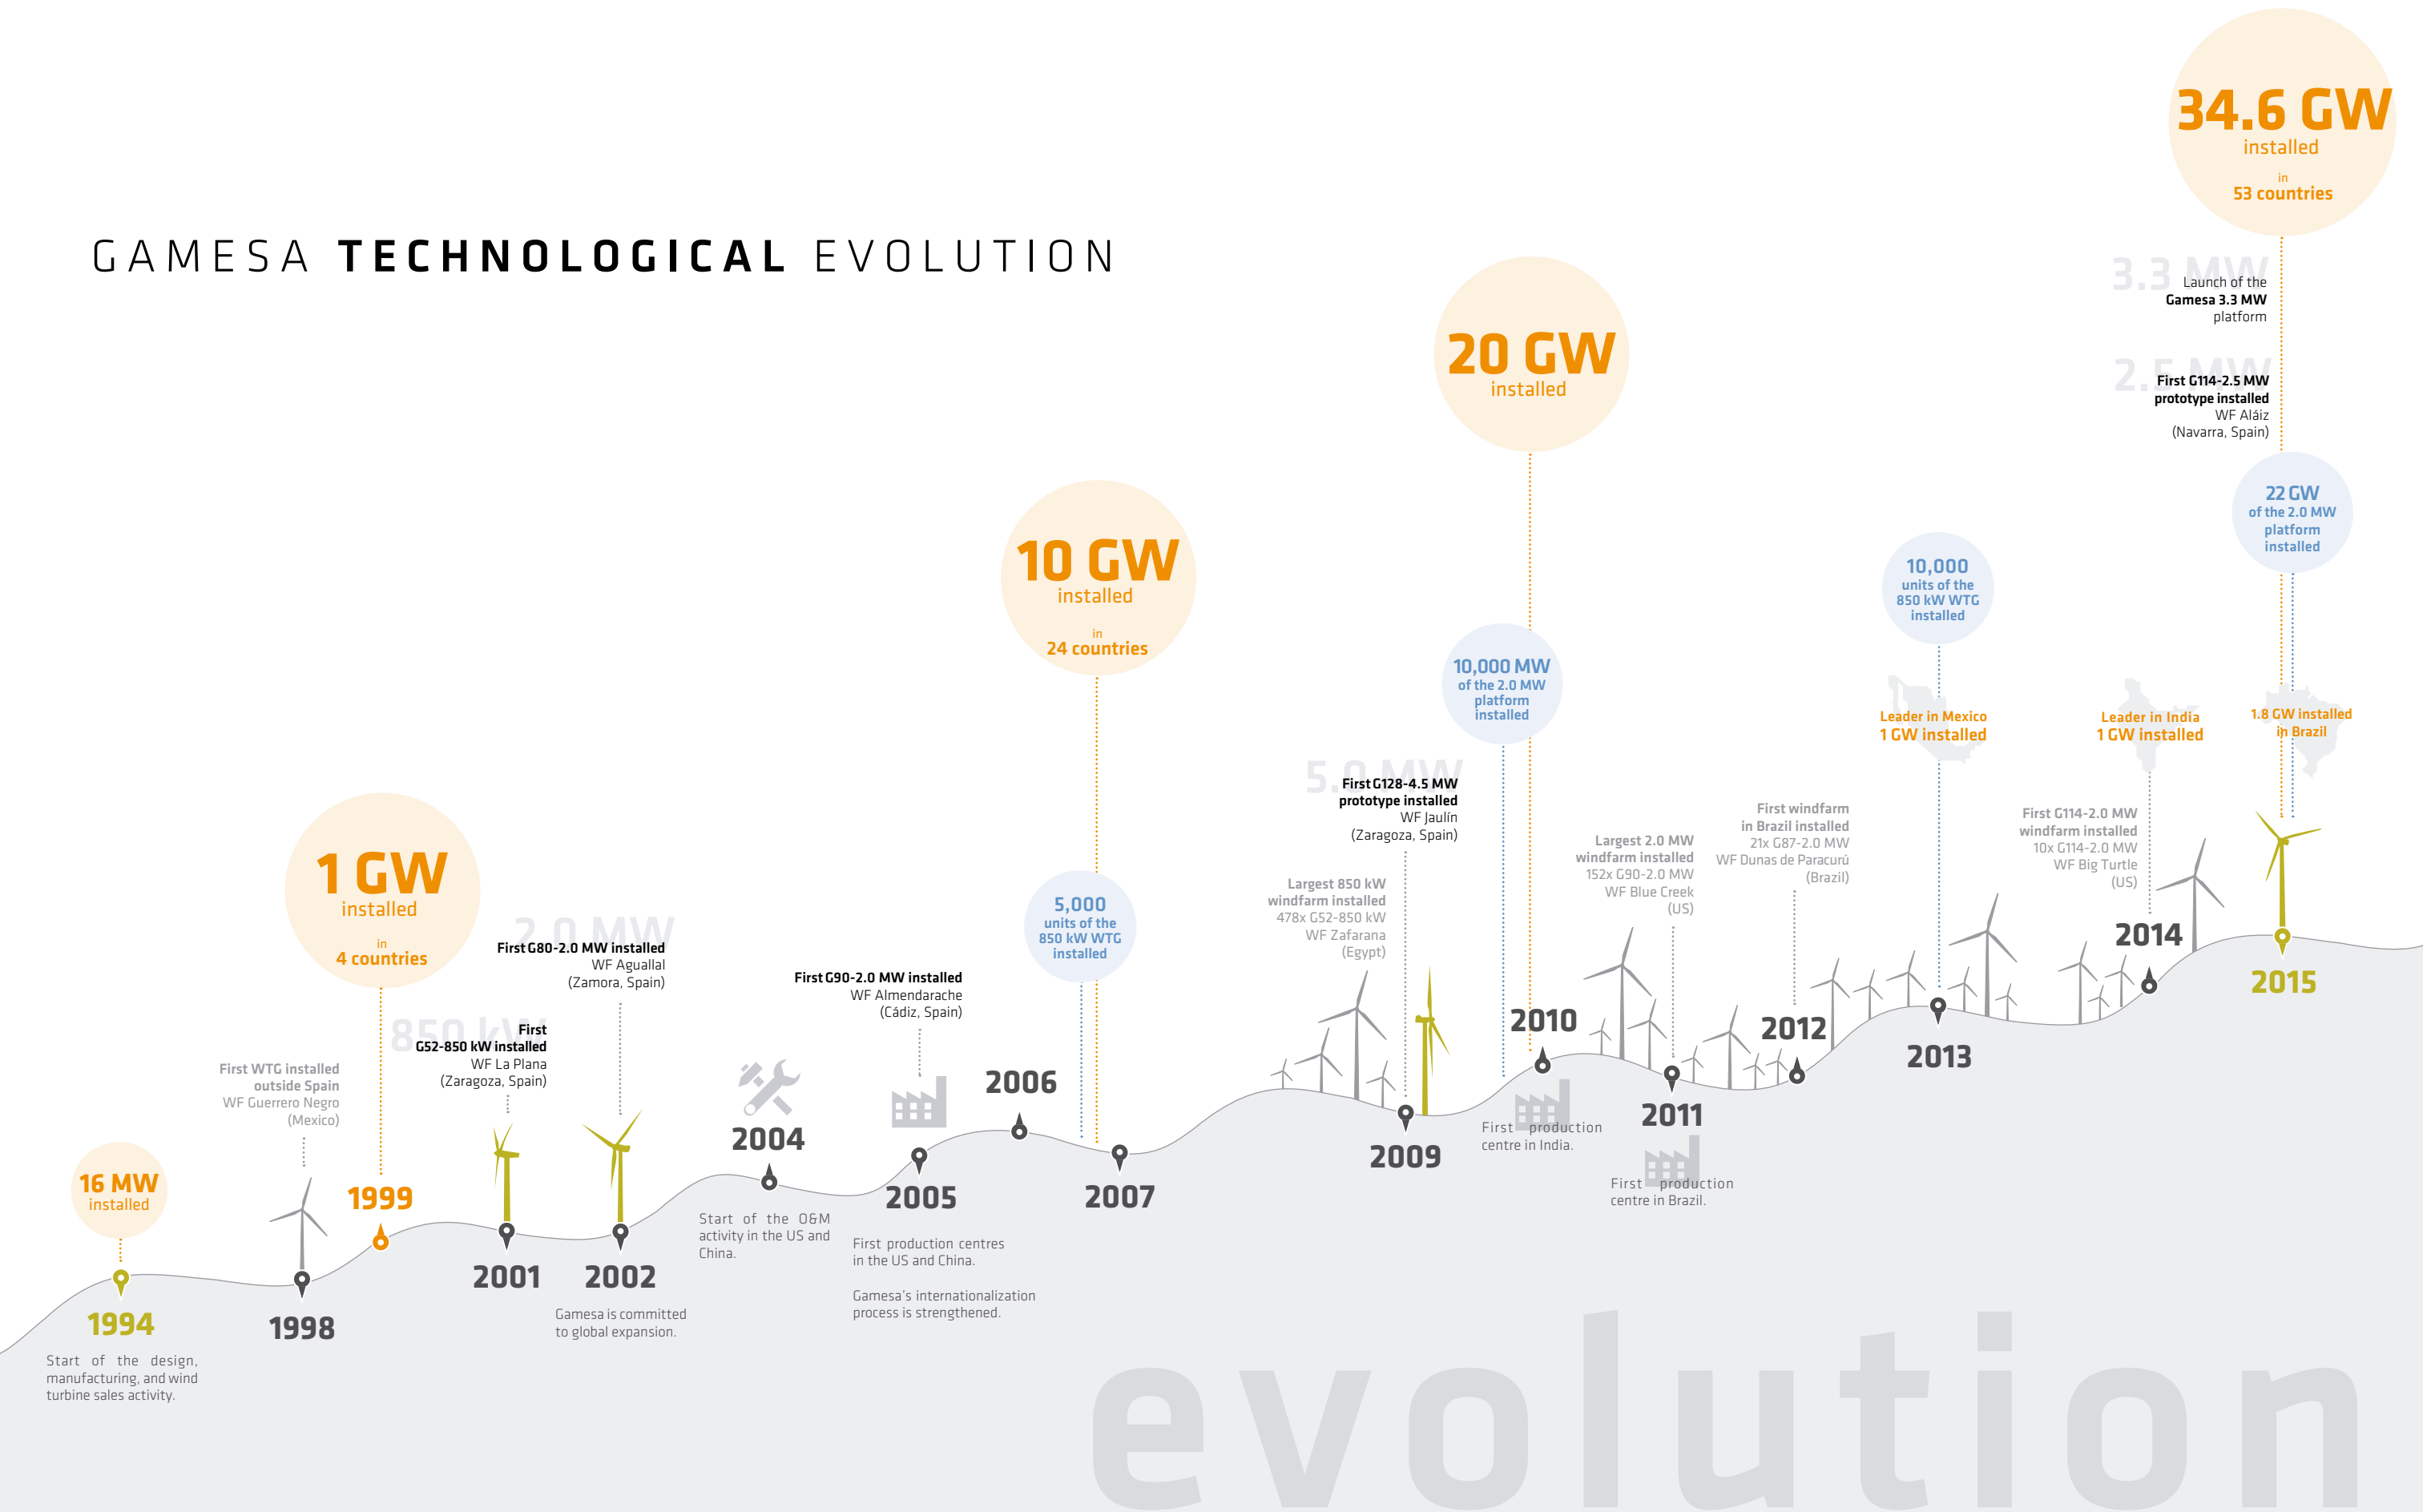 GAMESA TECHNOLOGICAL EVOLUTION
16 MW
installed
1994
Start of the design,
manufacturing, and wind
turbine sales activity.
First WTG installed
outside Spain
WF Guerrero Negro
(Mexico)
1998
1 GW
installed
in
4 countries
1999
850 kW
First
G52-850 kW installed
WF La Plana
(Zaragoza, Spain)
2001
2.0 MW
First G80-2.0 MW installed
WF Aguallal
(Zamora, Spain)
2002
Gamesa is committed
to global expansion.
2004
Start of the O&M
activity in the US and
China.
First G90-2.0 MW installed
WF Almendarache
(Cádiz, Spain)
2005
First production centres
in the US and China.
Gamesa's internationalization
process is strengthened.
2006
10 GW
installed
in
24 countries
5,000
units of the
850 kW WTG
installed
2007
5.0 MW
First G128-4.5 MW
prototype installed
WF Jaulín
(Zaragoza, Spain)
Largest 850 kW
windfarm installed
478x G52-850 kW
WF Zafarana
(Egypt)
2009
20 GW
installed
10,000 MW
of the 2.0 MW
platform
installed
2010
First production
centre in India.
Largest 2.0 MW
windfarm installed
152x G90-2.0 MW
WF Blue Creek
(US)
2011
First production
centre in Brazil.
First windfarm
in Brazil installed
21x G87-2.0 MW
WF Dunas de Paracurú
(Brazil)
2012
10,000
units of the
850 kW WTG
installed
Leader in Mexico
1 GW installed
2013
Leader in India
1 GW installed
First G114-2.0 MW
windfarm installed
10x G114-2.0 MW
WF Big Turtle
(US)
2014
34.6 GW
installed
in
53 countries
3.3 MW
Launch of the
Gamesa 3.3 MW
platform
2.5 MW
First G114-2.5 MW
prototype installed
WF Aláiz
(Navarra, Spain)
22 GW
of the 2.0 MW
platform
installed
1.8 GW installed
in Brazil
2015
evolution